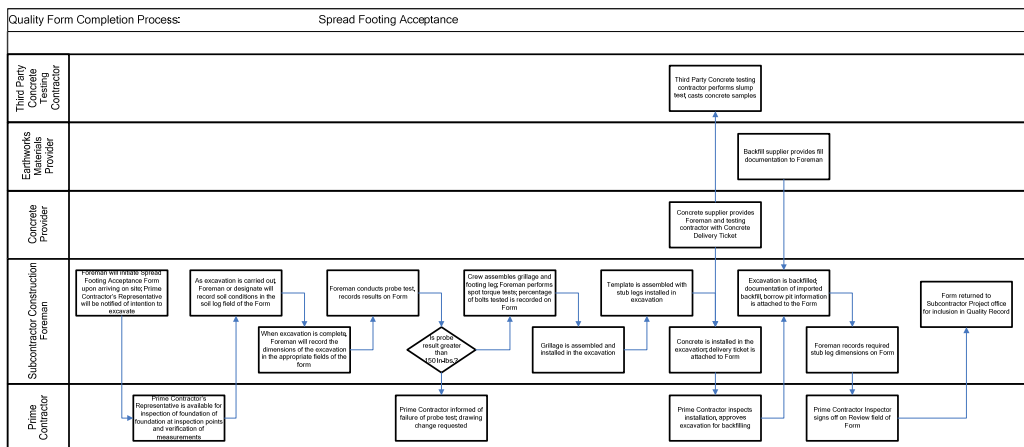 Quality Form Completion Process: Spread Footing Acceptance
Third Party
Concrete
Testing
Contractor
Third Party Concrete testing
contractor performs slump
test, casts concrete samples
Earthworks
Materials
Provider
Backfill supplier provides fill
documentation to Foreman
Concrete
Provider
Concrete supplier provides
Foreman and testing
contractor with Concrete
Delivery Ticket
Subcontractor Construction
Foreman
Foreman will initiate Spread
Footing Acceptance Form
upon arriving on site; Prime
Contractor's Representative
will be notified of intention to
excavate
As excavation is carried out,
Foreman or designate will
record soil conditions in the
soil log field of the Form
When excavation is complete,
Foreman will record the
dimensions of the excavation in
the appropriate fields of the
form
Foreman conducts probe test,
records results on Form
Is probe
result greater
than
150 In-lbs.?
Crew assembles grillage and
footing leg; Foreman performs
spot torque tests; percentage
of bolts tested is recorded on
Form
Grillage is assembled and
installed in the excavation
Template is assembled with
stub legs installed in
excavation
Concrete is installed in the
excavation; delivery ticket is
attached to Form
Excavation is backfilled;
documentation of imported
backfill, borrow pit information
is attached to the Form
Foreman records required
stub leg dimensions on Form
Form returned to
Subcontractor Project office
for inclusion in Quality Record
Prime
Contractor
Prime Contractor's
Representative is available for
inspection of foundation of
foundation at inspection points
and verification of
measurements
Prime Contractor informed of
failure of probe test; drawing
change requested
Prime Contractor inspects
installation, approves
excavation for backfilling
Prime Contractor Inspector
signs off on Review field of
Form